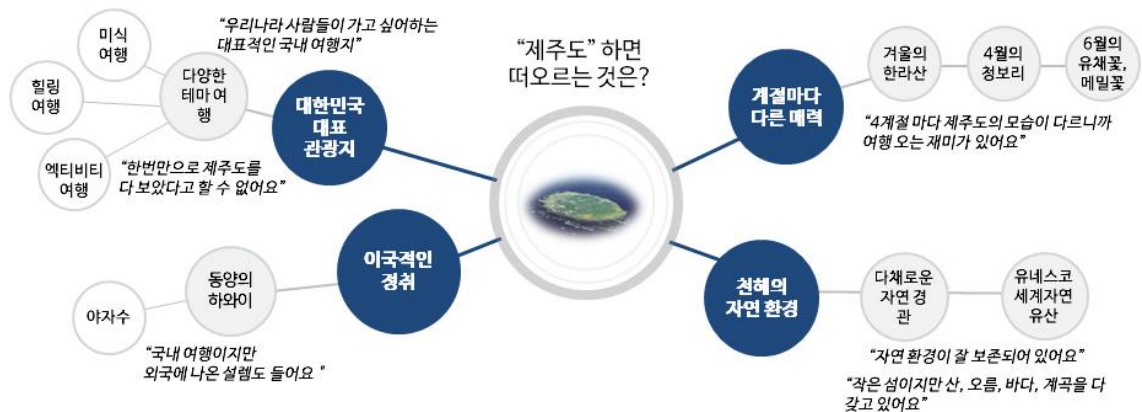 “제주도” 하면
떠오르는 것은?
“우리나라 사람들이 가고 싶어하는
대표적인 국내 여행지”
미식
여행
힐링
여행
엑티비티
여행
다양한
테마 여
행
대한민국
대표
관광지
“한번만으로 제주도를
다 보았다고 할 수 없어요”
이국적인
정취
동양의
하와이
야자수
“국내 여행이지만
외국에 나온 설렘도 들어요 "
계절마다
다른 매력
겨울의
한라산
4월의
청보리
6월의
유채꽃,
메밀꽃
“4계절 마다 제주도의 모습이 다르니까
여행 오는 재미가 있어요”
천혜의
자연 환경
다채로운
자연 경
관
유네스코
세계자연
유산
“자연 환경이 잘 보존되어 있어요”
“작은 섬이지만 산, 오름, 바다, 계곡을 다
갖고 있어요”